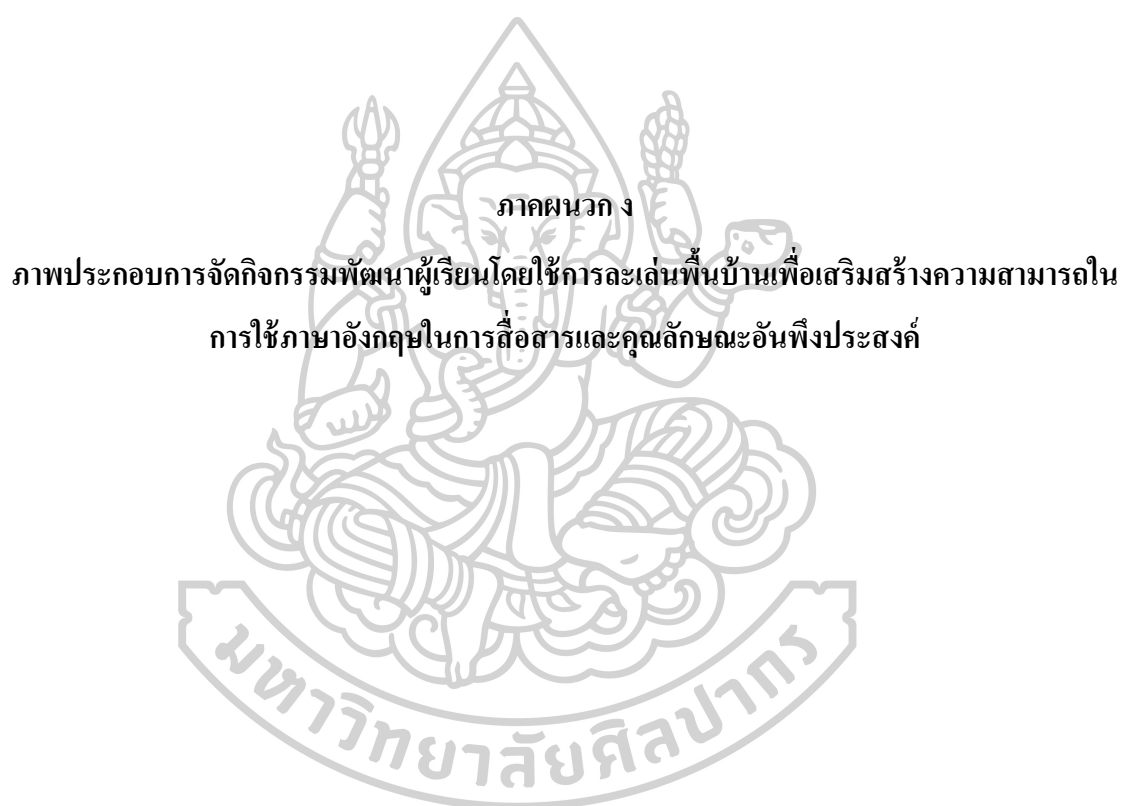 ภาคผนวก ง
ภาพประกอบการจัดกิจกรรมพัฒนาผู้เรียนโดยใช้การละเล่นพื้นบ้านเพื่อเสริมสร้างความสามารถใน
การใช้ภาษาอังกฤษในการสื่อสารและคุณลักษณะอันพึงประสงค์
มหาวิทยาลัยศิลปากร